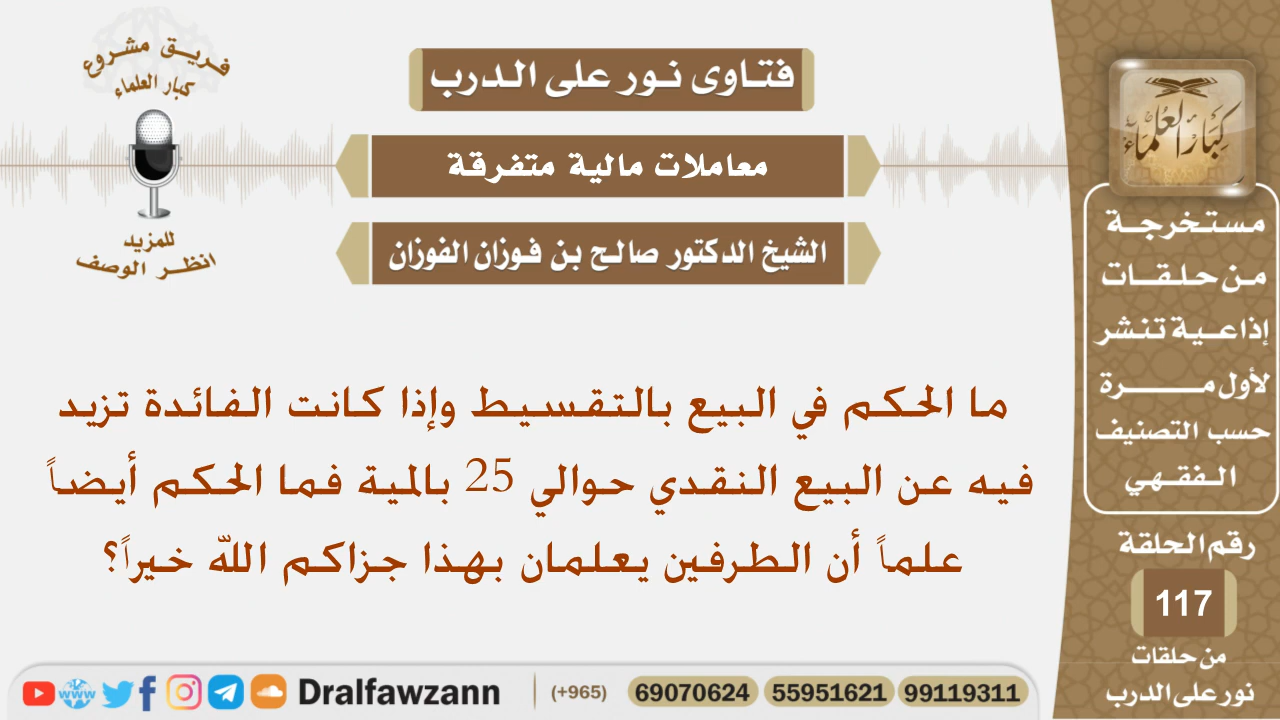 فريق مشروع
كبار العلماء
للمزيد
انظر الوصف
فتاوى نور على الدرب
معاملات مالية متفرقة
الشيخ الدكتور صالح بن فوزان الفوزان
ما الحكم في البيع بالتقسيط وإذا كانت الفائدة تزيد
فيه عن البيع النقدي حوالي 25 بالمية فما الحكم أيضاً
علماً أن الطرفين يعلمان بهذا جزاكم الله خيراً؟
كبار العلماء
مستخرجة
من حلقات
إذاعية تنشر
لأول مرة
حسب التصنيف
الفقهي
رقم الحلقة
117
من حلقات
نور على الدرب
www Dralfawzann (+965) 69070624 55951621 99119311